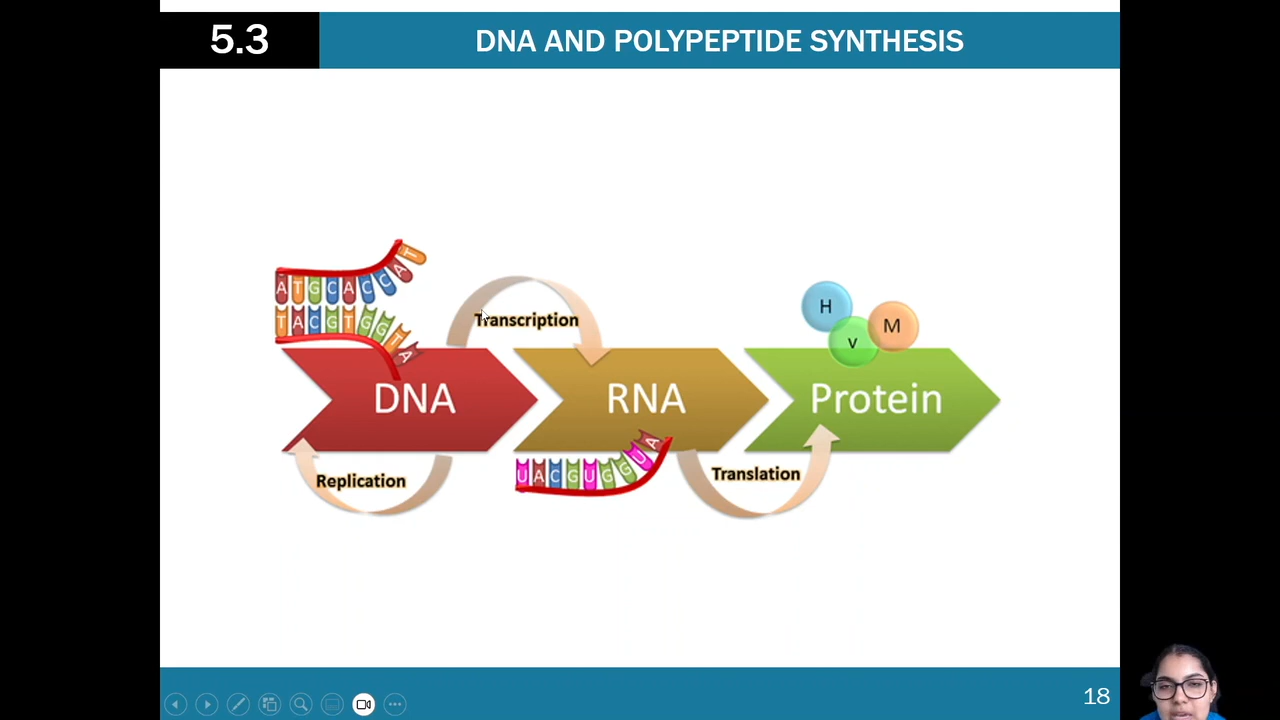 5.3
DNA AND POLYPEPTIDE SYNTHESIS
ATGCACCAT
TACGTGGTA
Transcription
H
V
M
DNA
RNA
Protein
Replication
UACGUGGUA
Translation
18